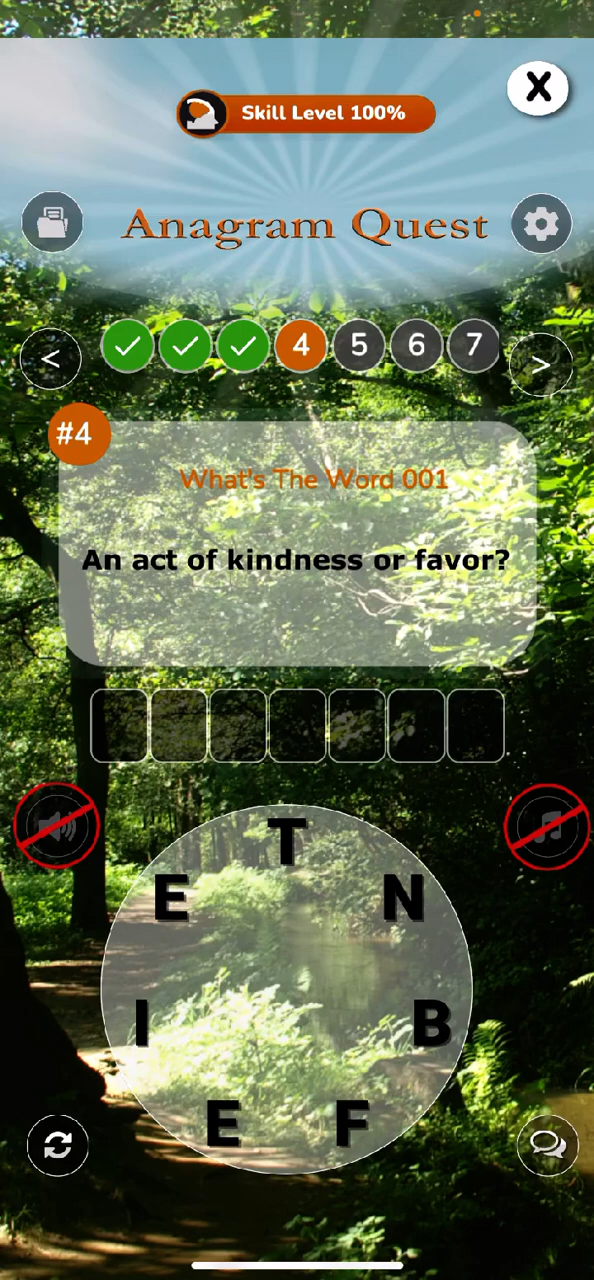 Skill Level 100%
X
Anagram Quest
< 4 5 6 7 >
#4
What's The Word 001
An act of kindness or favor?
T
E N
I B
E F